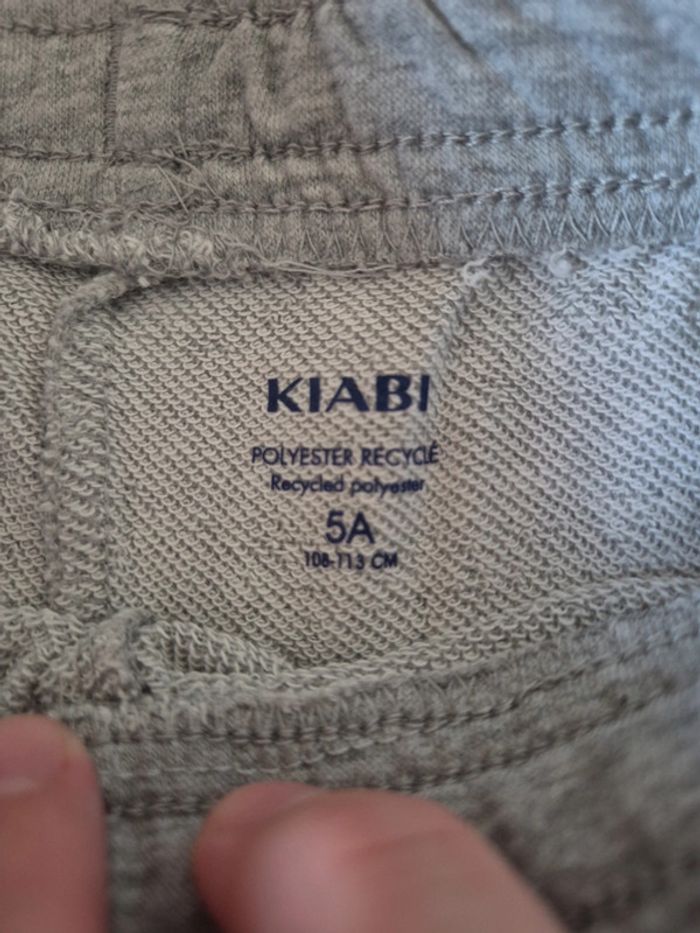 KIABI
POLYESTER RECYCLÉ
Recycled polyester
5A
108-113 CM